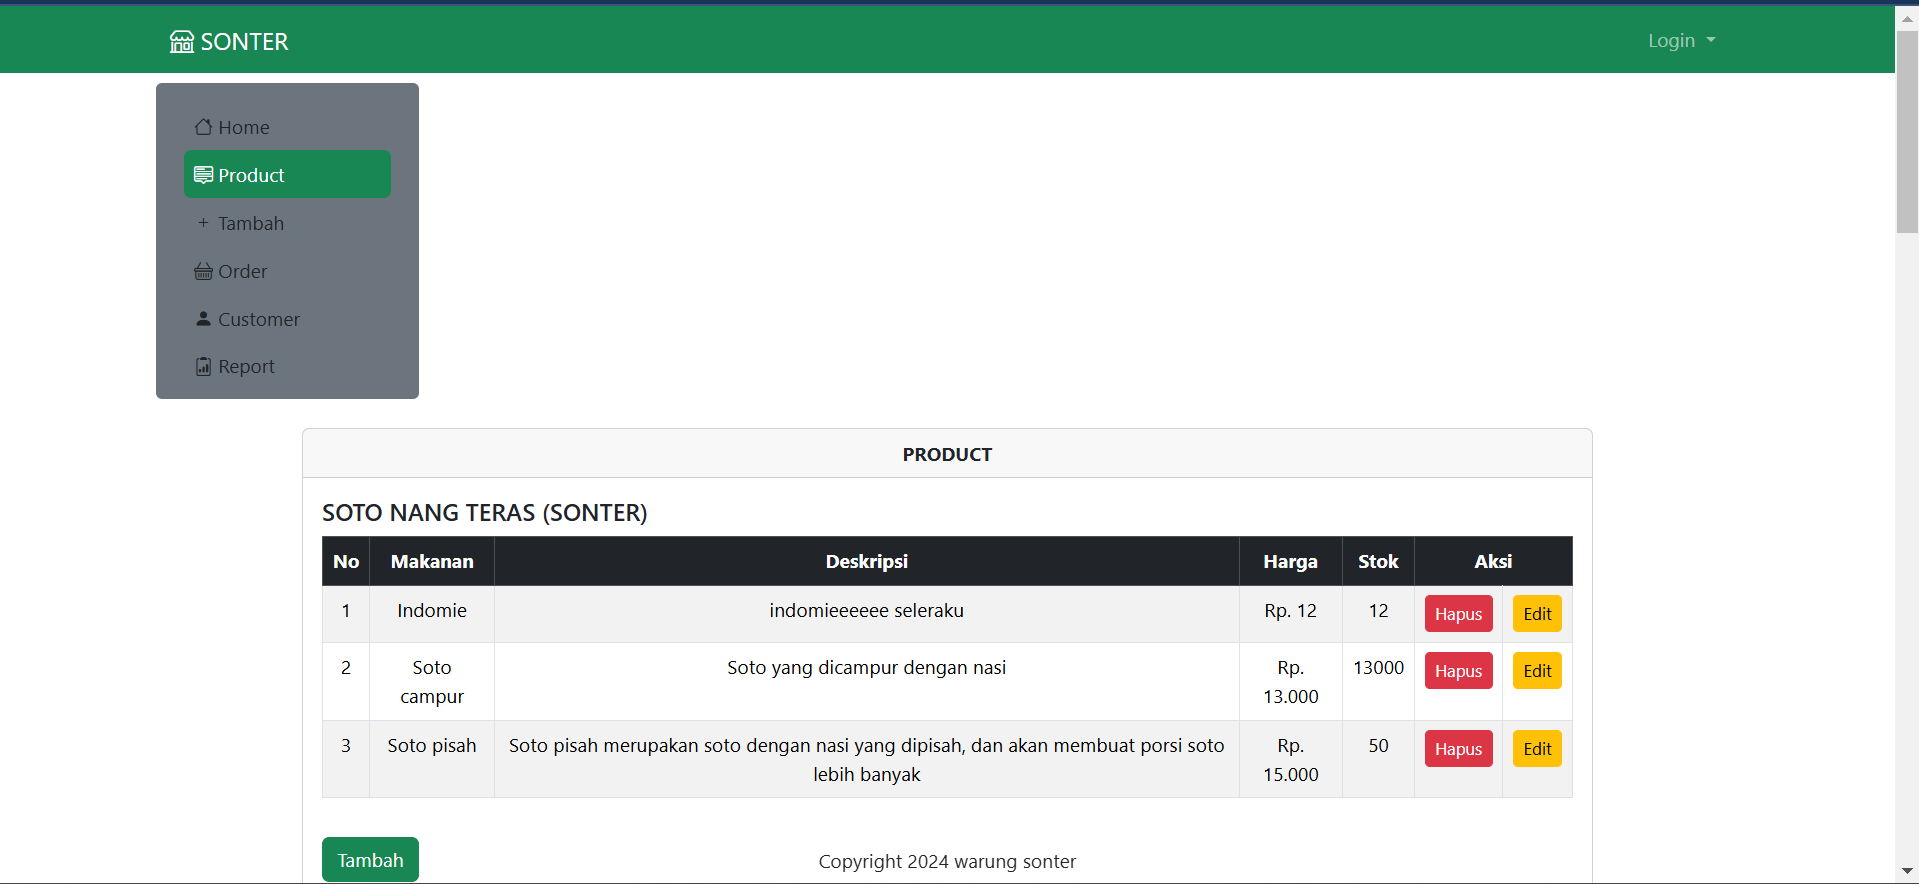 SONTER
Login
Home
Product
+ Tambah
Order
Customer
Report
PRODUCT
SOTO NANG TERAS (SONTER)
No Makanan Deskripsi Harga Stok Aksi
1 Indomie indomieeeeee seleraku Rp. 12 12 Hapus Edit
2 Soto campur Soto yang dicampur dengan nasi Rp. 13.000 13000 Hapus Edit
3 Soto pisah Soto pisah merupakan soto dengan nasi yang dipisah, dan akan membuat porsi soto lebih banyak Rp. 15.000 50 Hapus Edit
Tambah
Copyright 2024 warung sonter